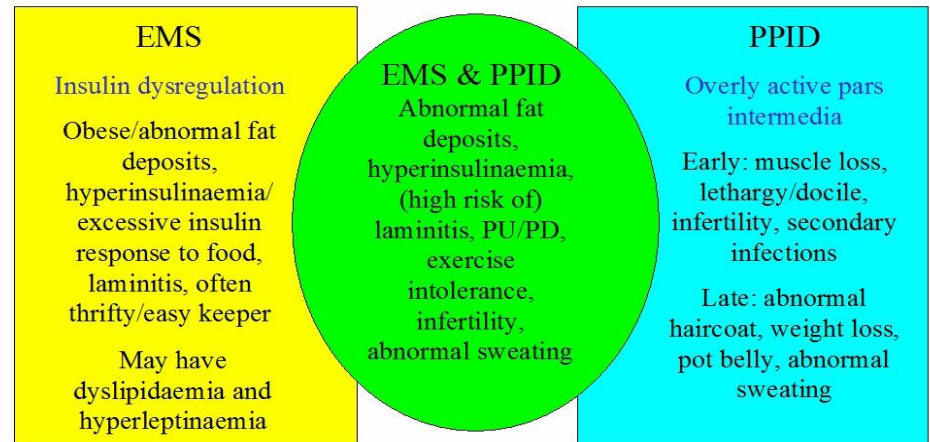 EMS
Insulin dysregulation
Obese/abnormal fat
deposits,
hyperinsulinaemia/
excessive insulin
response to food,
laminitis, often
thrifty/easy keeper
May have
dyslipidaemia and
hyperleptinaemia
EMS & PPID
Abnormal fat
deposits,
hyperinsulinaemia,
(high risk of)
laminitis, PU/PD,
exercise
intolerance,
infertility,
abnormal sweating
PPID
Overly active pars
intermedia
Early: muscle loss,
lethargy/docile,
infertility, secondary
infections
Late: abnormal
haircoat, weight loss,
pot belly, abnormal
sweating